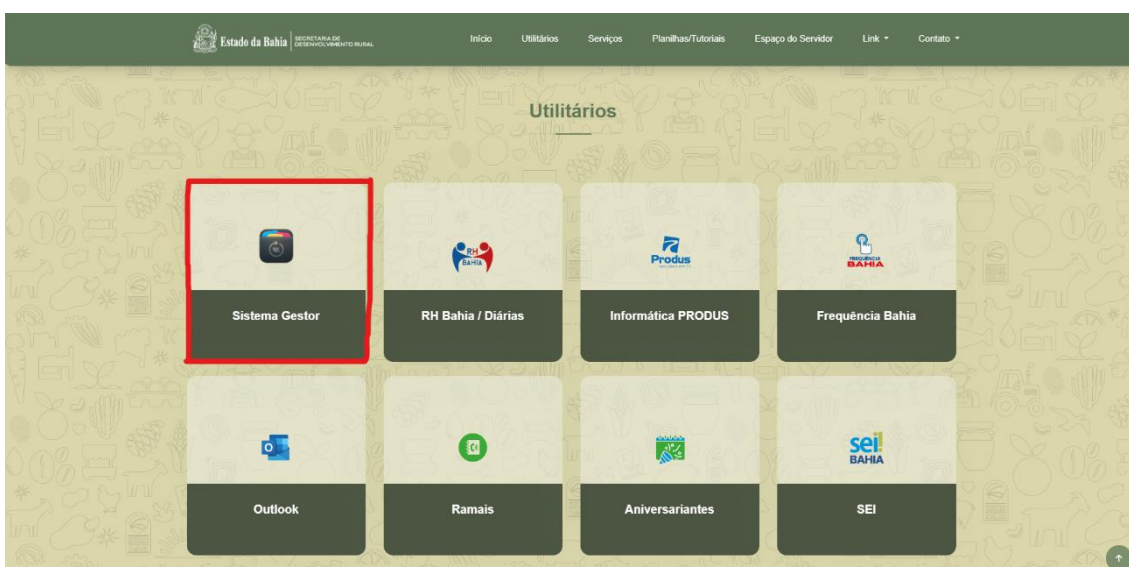 Estado da Bahia
SECRETARIA DE
DESENVOLVIMENTO RURAL
Início Utilitários Serviços Planilhas/Tutoriais Espaço do Servidor Link Contato
Utilitários
RH
BAHIA
Produs
FREQUÊNCIA
BAHIA
Sistema Gestor RH Bahia / Diárias Informática PRODUS Frequência Bahia
sei!
BAHIA
Outlook Ramais Aniversariantes SEI